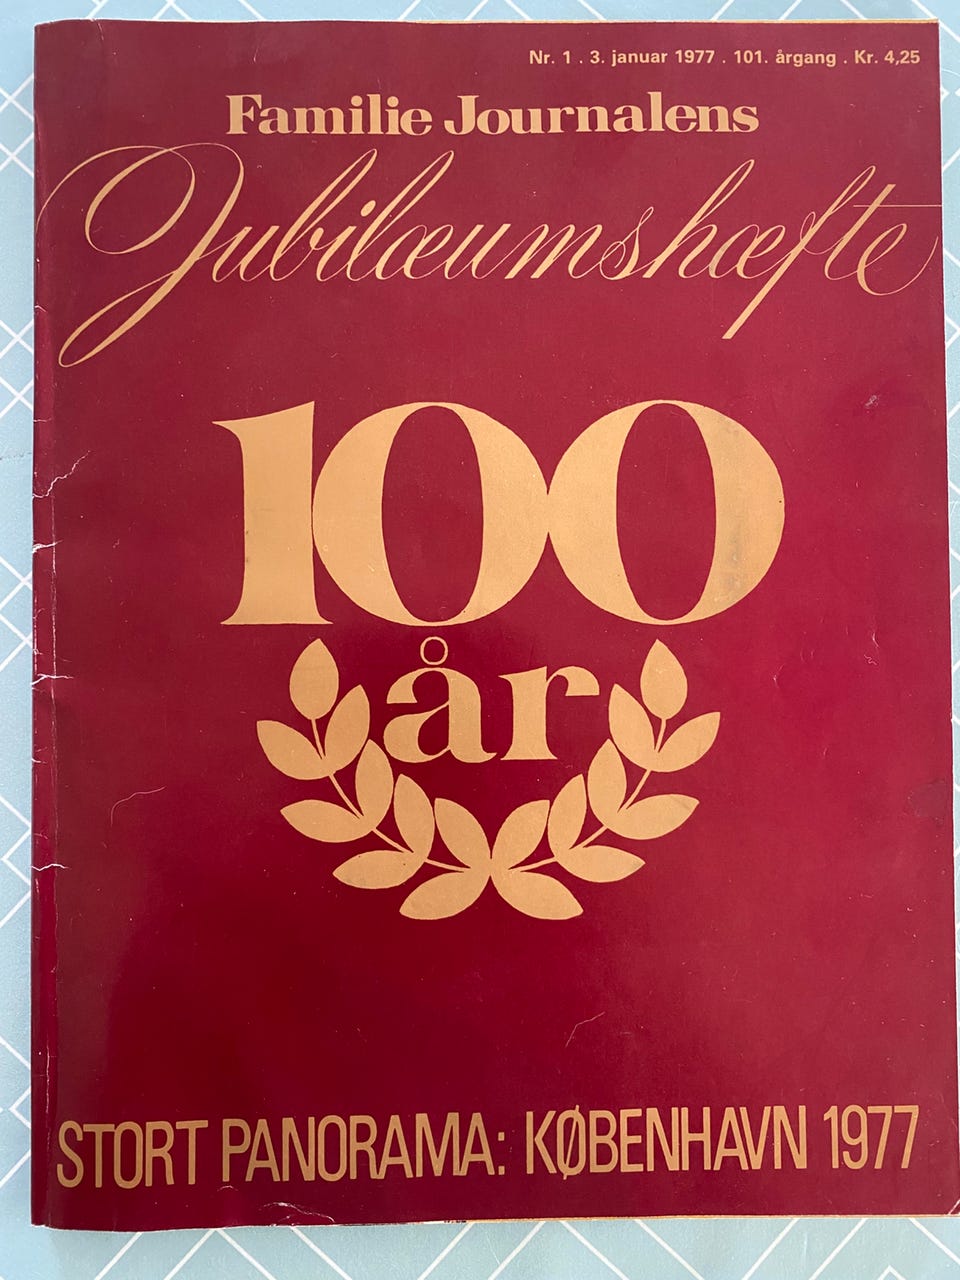 Nr. 1 . 3. januar 1977 . 101. årgang . Kr. 4,25
Familie Journalens
Jubilæumshæfte
100
år
STORT PANORAMA: KØBENHAVN 1977